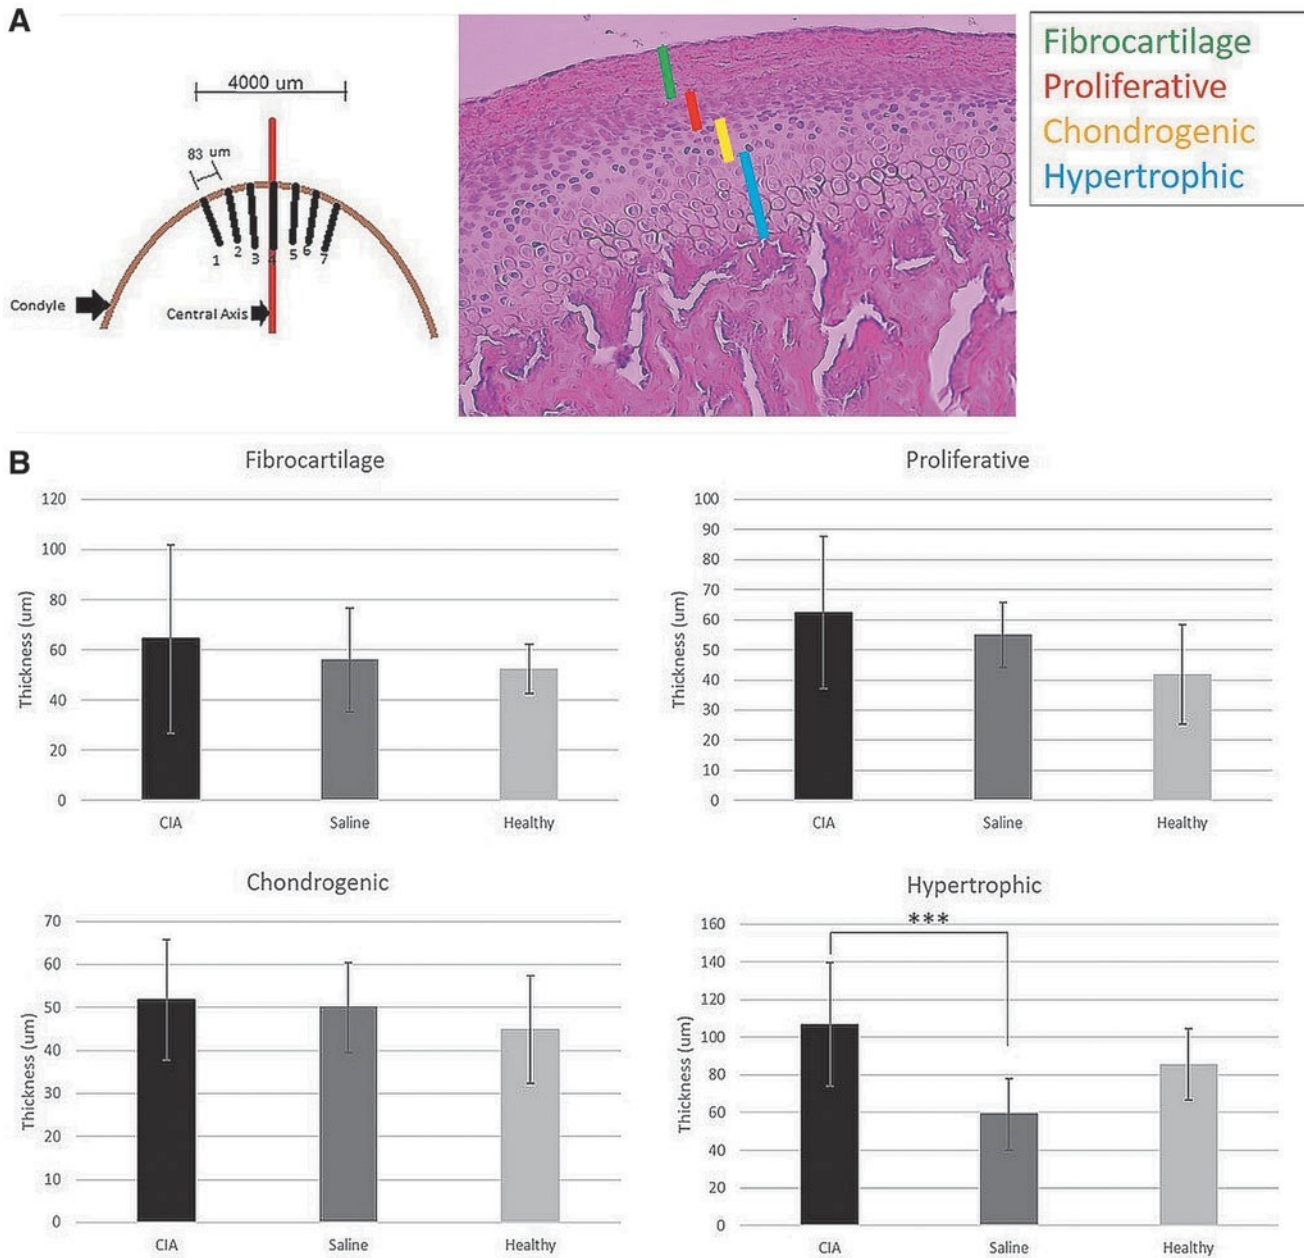 A
4000 um
83 um
1 2 3 4 5 6 7
Condyle
Central Axis
Fibrocartilage
Proliferative
Chondrogenic
Hypertrophic
B
Fibrocartilage
Thickness (um)
120
100
80
60
40
20
0
CIA Saline Healthy
Proliferative
Thickness (um)
100
90
80
70
60
50
40
30
20
10
0
CIA Saline Healthy
Chondrogenic
Thickness (um)
70
60
50
40
30
20
10
0
CIA Saline Healthy
Hypertrophic
***
Thickness (um)
160
140
120
100
80
60
40
20
0
CIA Saline Healthy